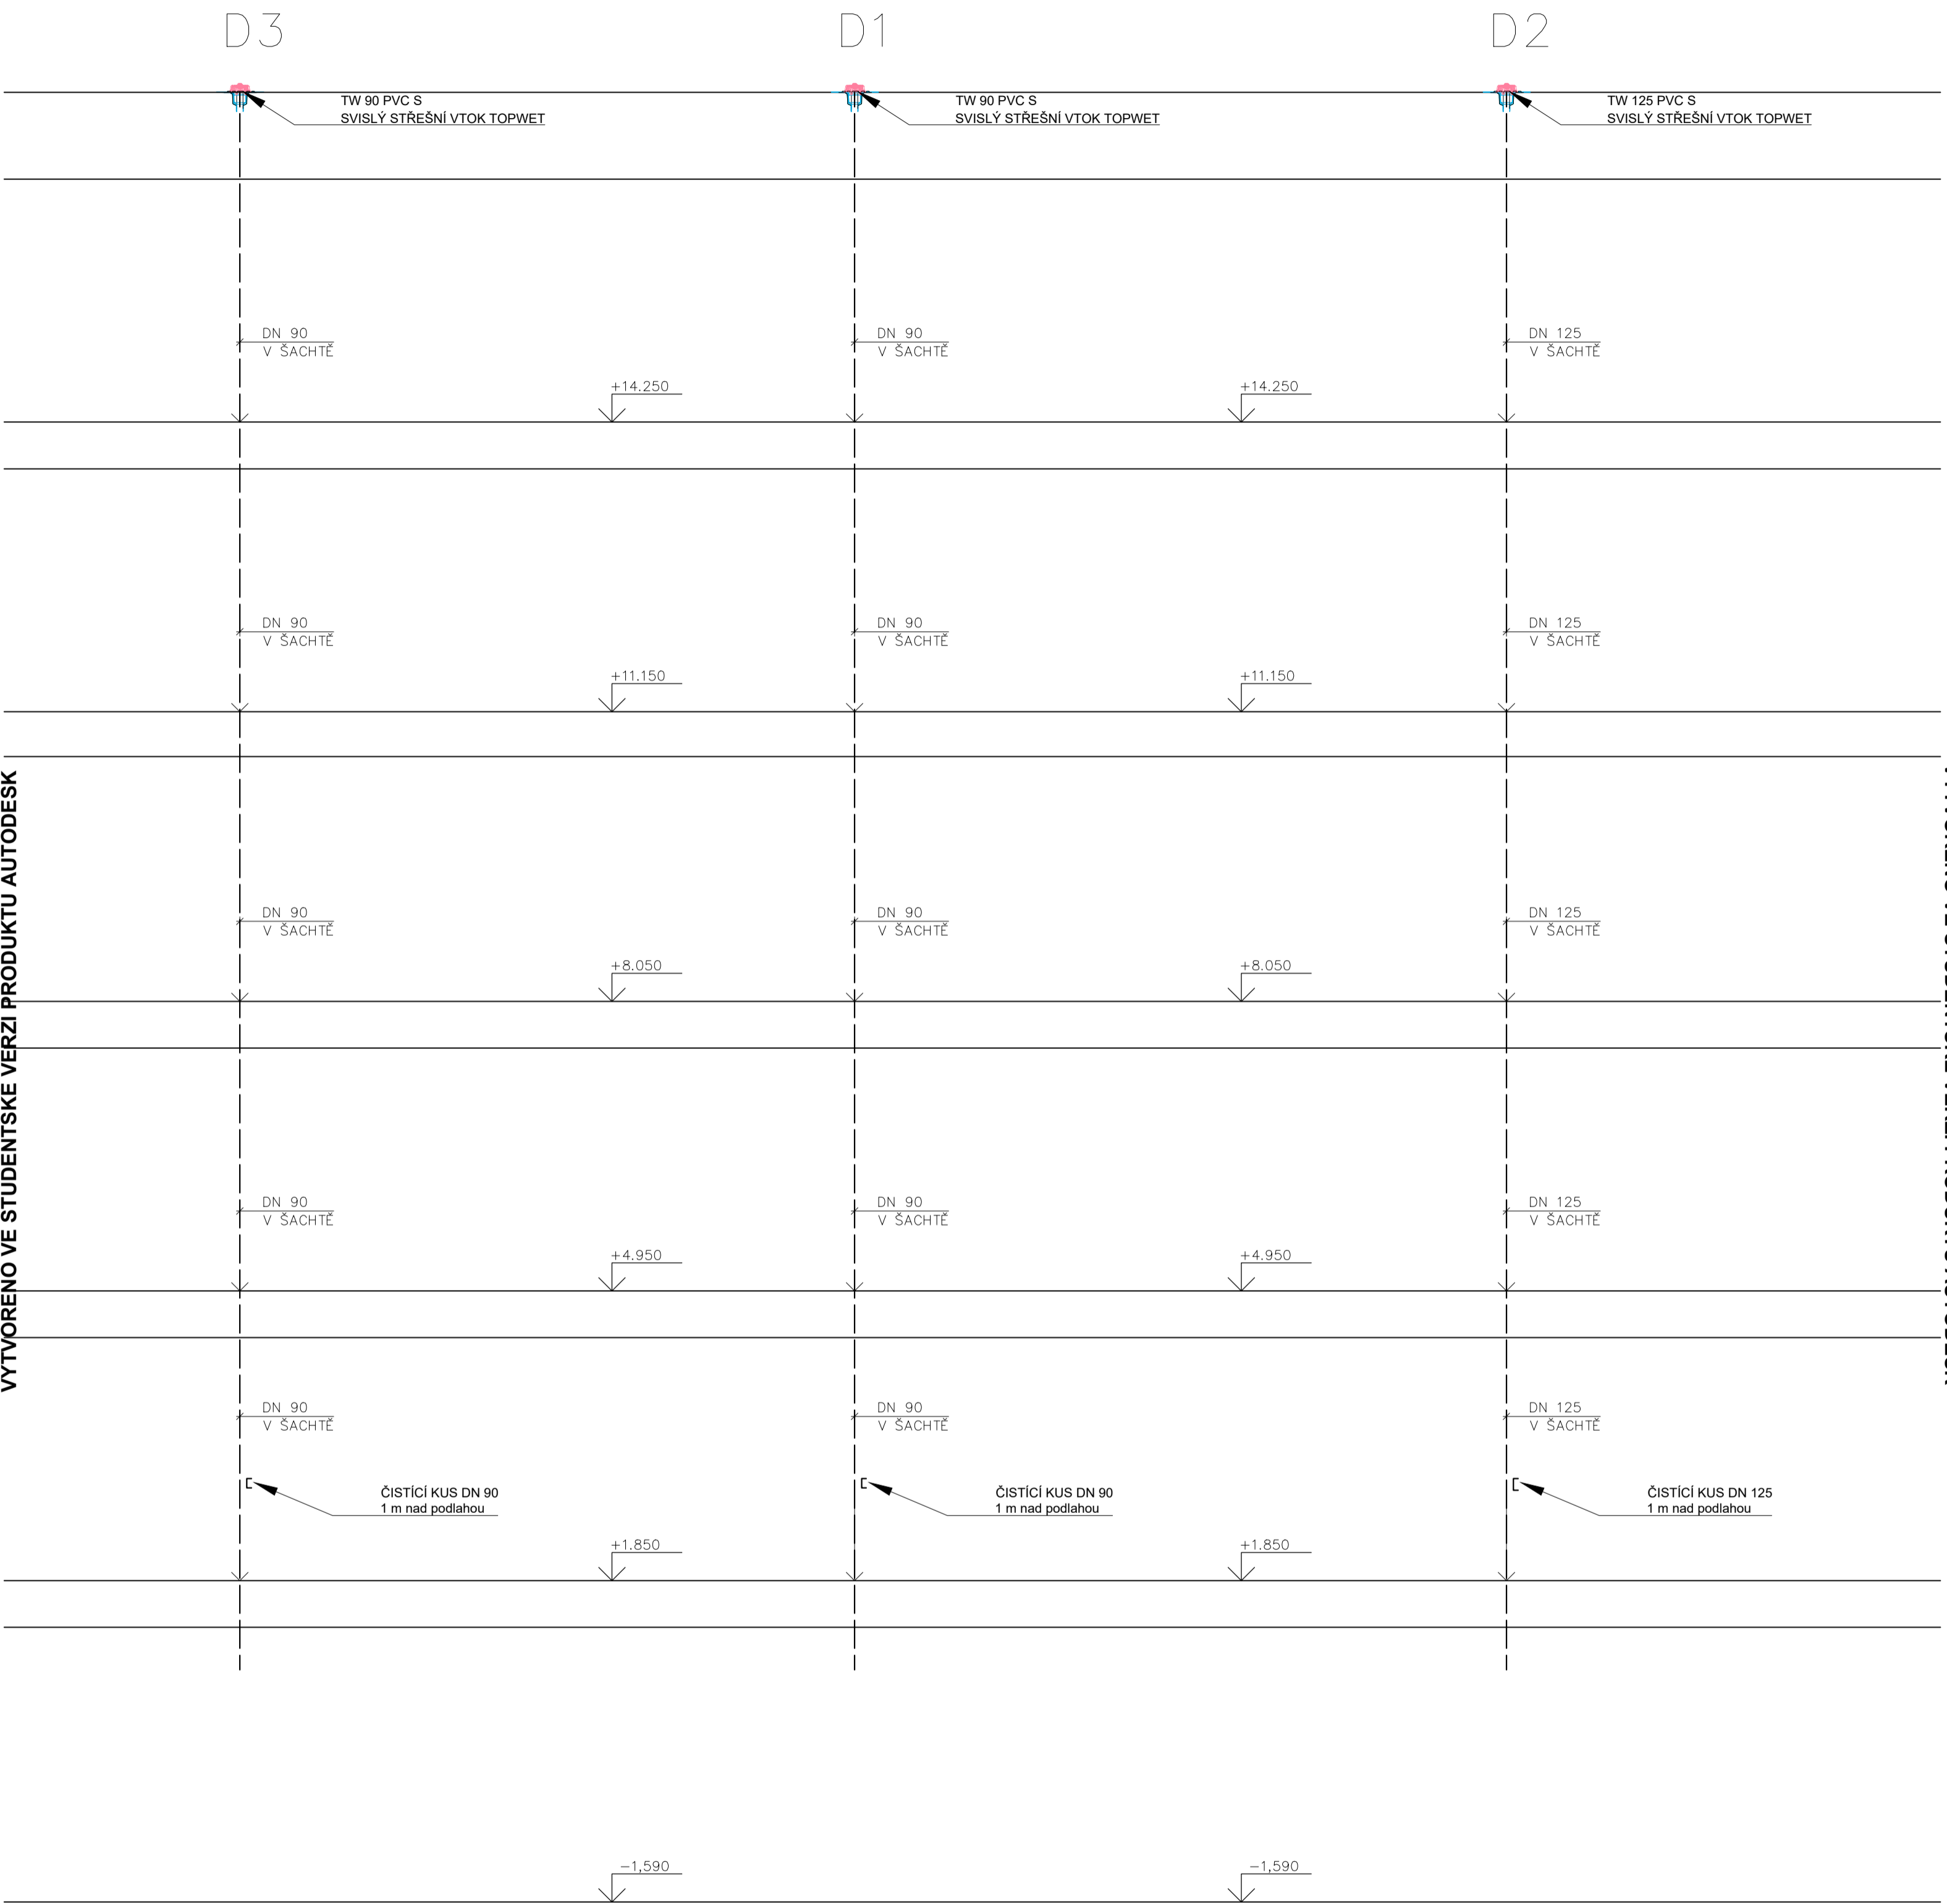 D3
D1
D2
TW 90 PVC S
SVISLÝ STŘEŠNÍ VTOK TOPWET
TW 90 PVC S
SVISLÝ STŘEŠNÍ VTOK TOPWET
TW 125 PVC S
SVISLÝ STŘEŠNÍ VTOK TOPWET
DN 90
V ŠACHTĚ
DN 90
V ŠACHTĚ
DN 125
V ŠACHTĚ
+14.250
+14.250
DN 90
V ŠACHTĚ
DN 90
V ŠACHTĚ
DN 125
V ŠACHTĚ
+11.150
+11.150
VYTVORENO VE STUDENTSKE VERZI PRODUKTU AUTODESK
DN 90
V ŠACHTĚ
DN 90
V ŠACHTĚ
DN 125
V ŠACHTĚ
+8.050
+8.050
DN 90
V ŠACHTĚ
DN 90
V ŠACHTĚ
DN 125
V ŠACHTĚ
+4.950
+4.950
DN 90
V ŠACHTĚ
DN 90
V ŠACHTĚ
DN 125
V ŠACHTĚ
ČISTÍCÍ KUS DN 90
1 m nad podlahou
ČISTÍCÍ KUS DN 90
1 m nad podlahou
ČISTÍCÍ KUS DN 125
1 m nad podlahou
+1.850
+1.850
−1,590
−1,590